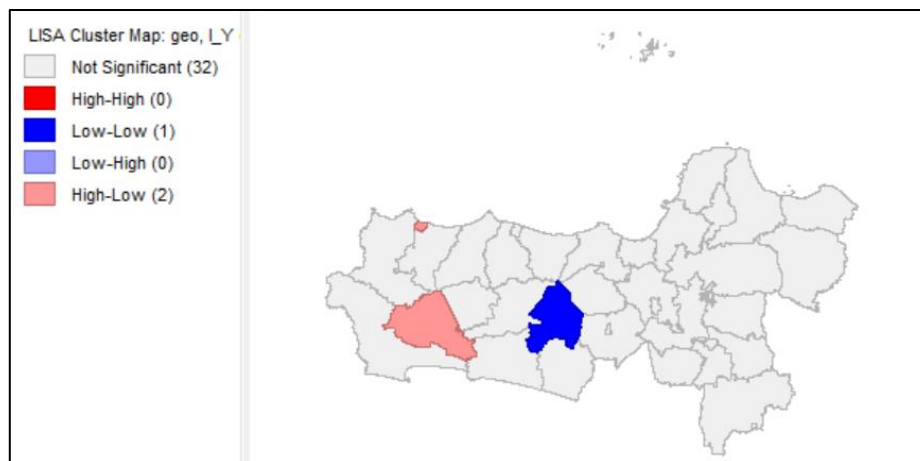 LISA Cluster Map: geo, I_Y
Not Significant (32)
High-High (0)
Low-Low (1)
Low-High (0)
High-Low (2)